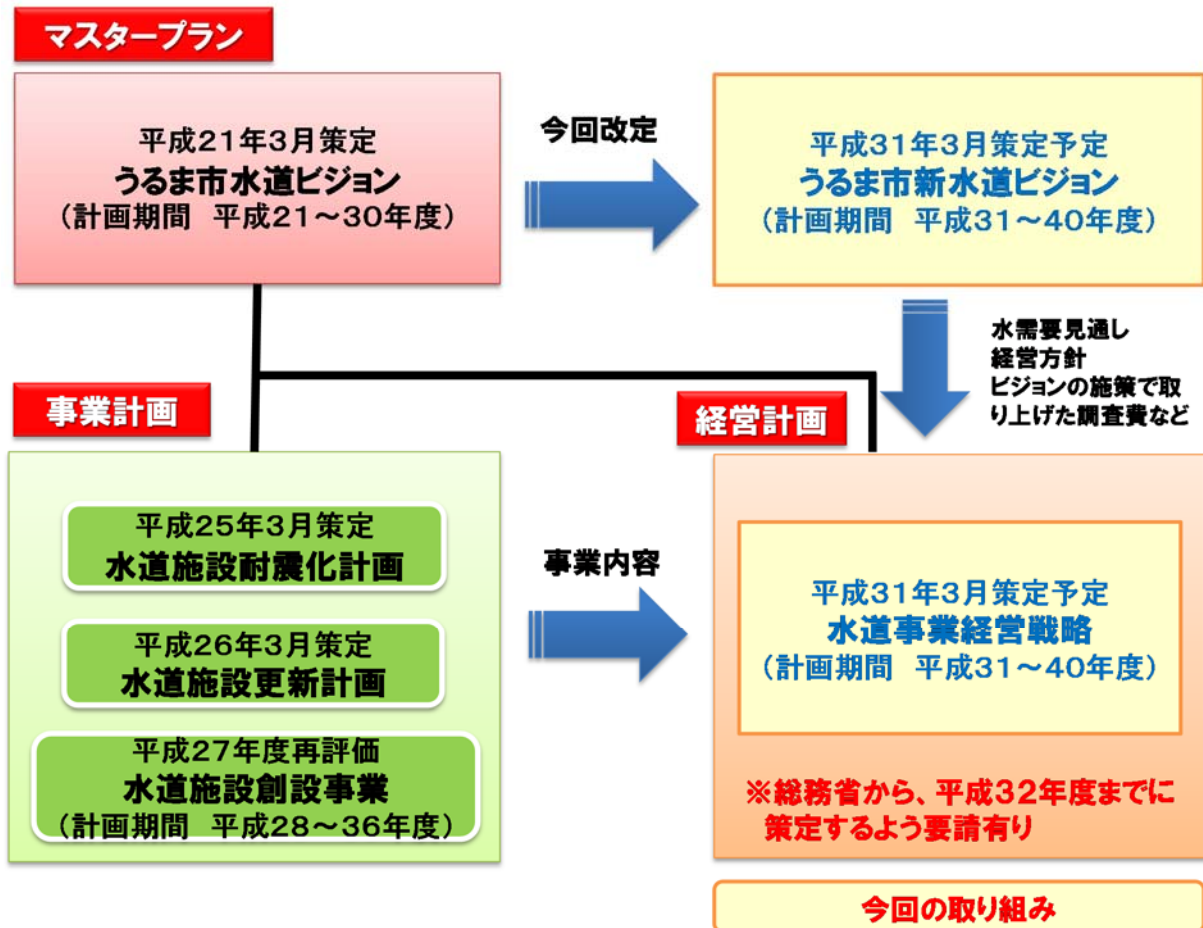 マスタープラン
平成21年3月策定
うるま市水道ビジョン
(計画期間　平成21～30年度)
今回改定
平成31年3月策定予定
うるま市新水道ビジョン
(計画期間　平成31～40年度)
水需要見通し
経営方針
ビジョンの施策で取
り上げた調査費など
事業計画
平成25年3月策定
水道施設耐震化計画
平成26年3月策定
水道施設更新計画
平成27年度再評価
水道施設創設事業
(計画期間　平成28～36年度)
事業内容
経営計画
平成31年3月策定予定
水道事業経営戦略
(計画期間　平成31～40年度)
※総務省から、平成32年度までに
策定するよう要請有り
今回の取り組み